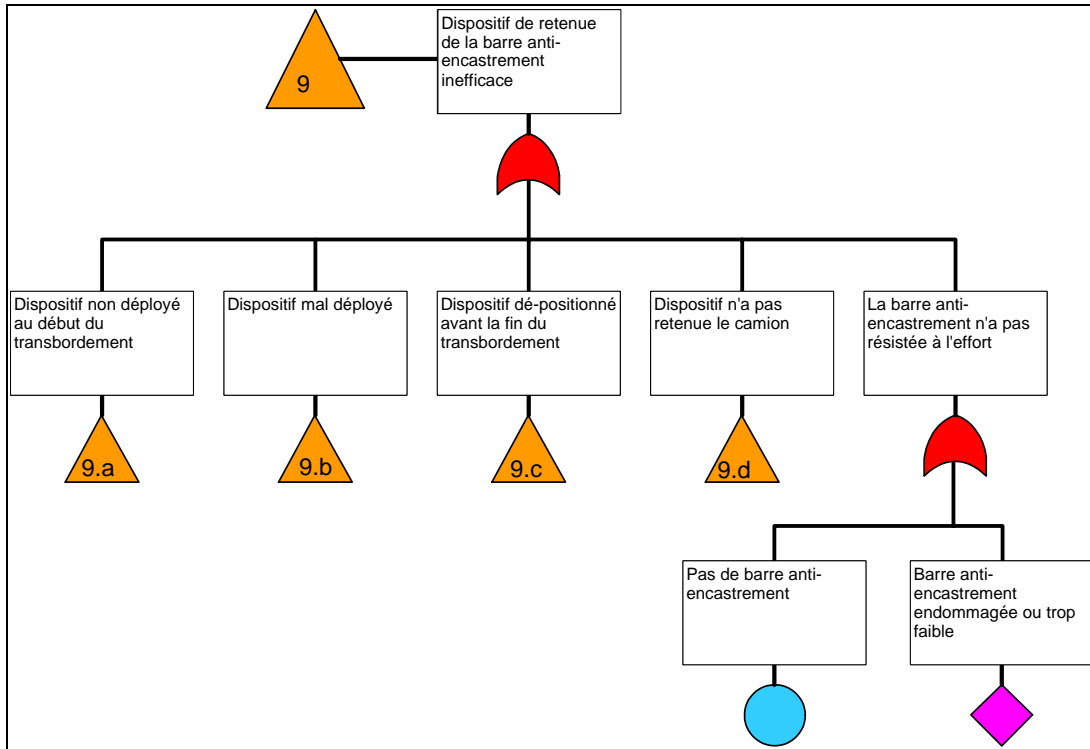 9
Dispositif de retenue
de la barre anti-
encastrement
inefficace
Dispositif non déployé
au début du
transbordement
Dispositif mal déployé
Dispositif dé-positionné
avant la fin du
transbordement
Dispositif n'a pas
retenue le camion
La barre anti-
encastrement n'a pas
résistée à l'effort
9.a
9.b
9.c
9.d
Pas de barre anti-
encastrement
Barre anti-
encastrement
endommagée ou trop
faible